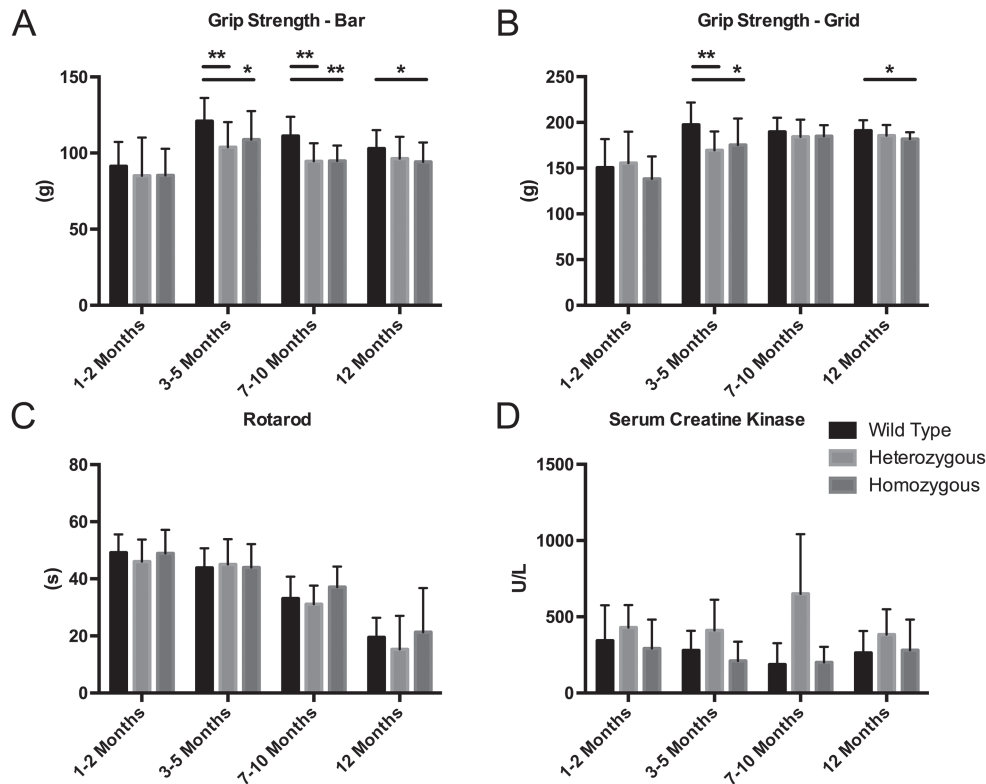 A
Grip Strength - Bar
** ** *
* **
150
100
50
0
(g)
1-2 Months
3-5 Months
7-10 Months
12 Months
B
Grip Strength - Grid
** *
*
250
200
150
100
50
0
(g)
1-2 Months
3-5 Months
7-10 Months
12 Months
C
Rotarod
80
60
40
20
0
(s)
1-2 Months
3-5 Months
7-10 Months
12 Months
D
Serum Creatine Kinase
Wild Type
Heterozygous
Homozygous
1500
1000
500
0
U/L
1-2 Months
3-5 Months
7-10 Months
12 Months